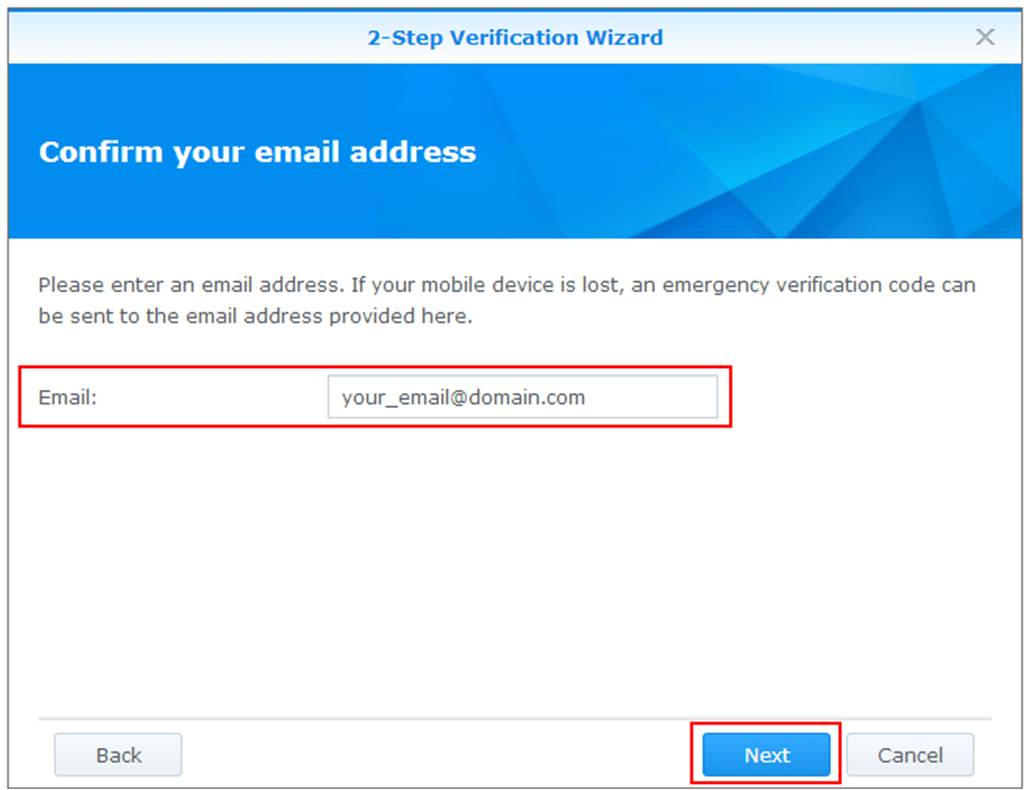 2-Step Verification Wizard
Confirm your email address
Please enter an email address. If your mobile device is lost, an emergency verification code can
be sent to the email address provided here.
Email: your_email@domain.com
Back Next Cancel